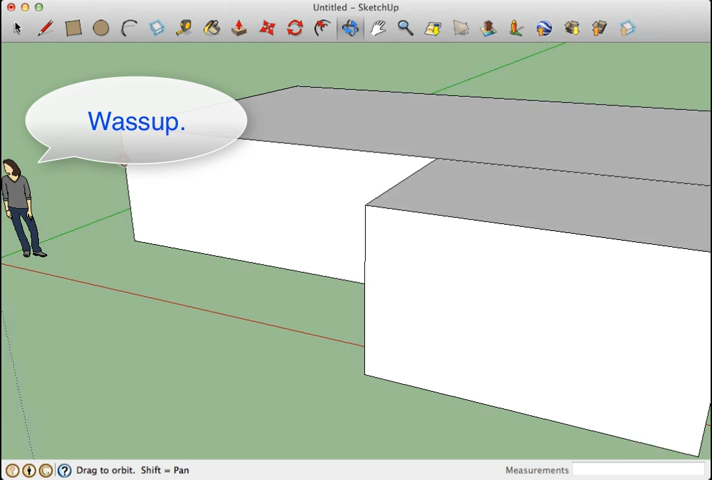 Untitled – SketchUp
Wassup.
Drag to orbit. Shift = Pan
Measurements